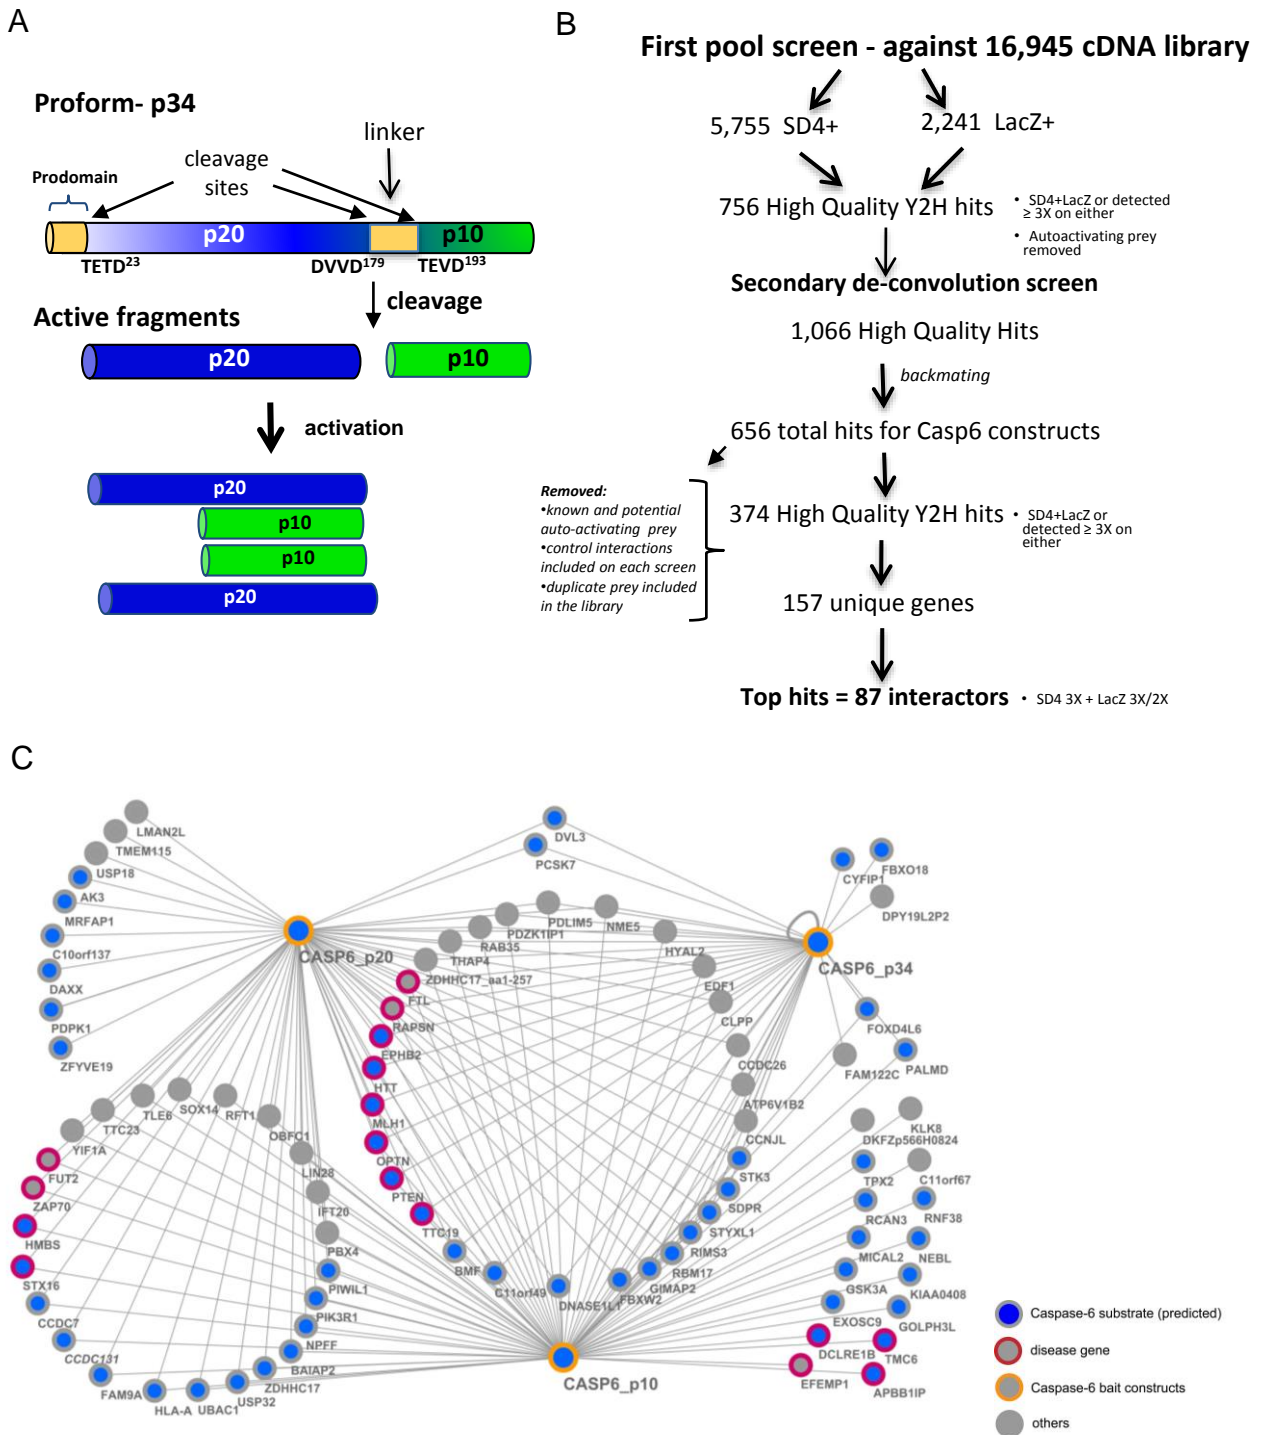 A
Proform- p34
linker
cleavage
sites
Prodomain
p20
p10
TETD23
DVVD179
TEVD193
cleavage
Active fragments
p20
p10
activation
p20
p10
p10
p20
B
First pool screen - against 16,945 cDNA library
5,755 SD4+
2,241 LacZ+
756 High Quality Y2H hits
• SD4+LacZ or detected
≥ 3X on either
• Autoactivating prey
removed
Secondary de-convolution screen
1,066 High Quality Hits
backmating
656 total hits for Casp6 constructs
Removed:
•known and potential
auto-activating prey
•control interactions
included on each screen
•duplicate prey included
in the library
374 High Quality Y2H hits
• SD4+LacZ or
detected ≥ 3X on
either
157 unique genes
Top hits = 87 interactors
• SD4 3X + LacZ 3X/2X
C
LMAN2L
TMEM115
USP18
AK3
MRFAP1
C10orf137
DAXX
PDPK1
ZFYVE19
CASP6_p20
DVL3
PCSK7
CYFIP1
FBXO18
DPY19L2P2
CASP6_p34
PDLIM5
NME5
PDZK1IP1
RAB35
THAP4
ZDHHC17_aa1-257
HYAL2
EDF1
CLPP
CCDC26
ATP6V1B2
CCNJL
STK3
SDPR
STYXL1
RIMS3
RBM17
GIMAP2
FBXW2
DNASE1L1
C11orf49
BMF
FTL
RAPSN
EPHB2
HTT
MLH1
OPTN
PTEN
TTC19
FOXD4L6
FAM122C
PALMD
TLE6
SOX14
RFT1
OBFC1
TTC23
YIF1A
FUT2
ZAP70
HMBS
STX16
CCDC7
CCDC131
FAM9A
HLA-A
UBAC1
USP32
ZDHHC17
BAIAP2
NPFF
PIK3R1
PIWIL1
PBX4
IFT20
LIN28
KLK8
DKFZp566H0824
C11orf67
TPX2
RNF38
RCAN3
MICAL2
NEBL
GSK3A
KIAA0408
EXOSC9
GOLPH3L
DCLRE1B
TMC6
EFEMP1
APBB1IP
CASP6_p10
Caspase-6 substrate (predicted)
disease gene
Caspase-6 bait constructs
others